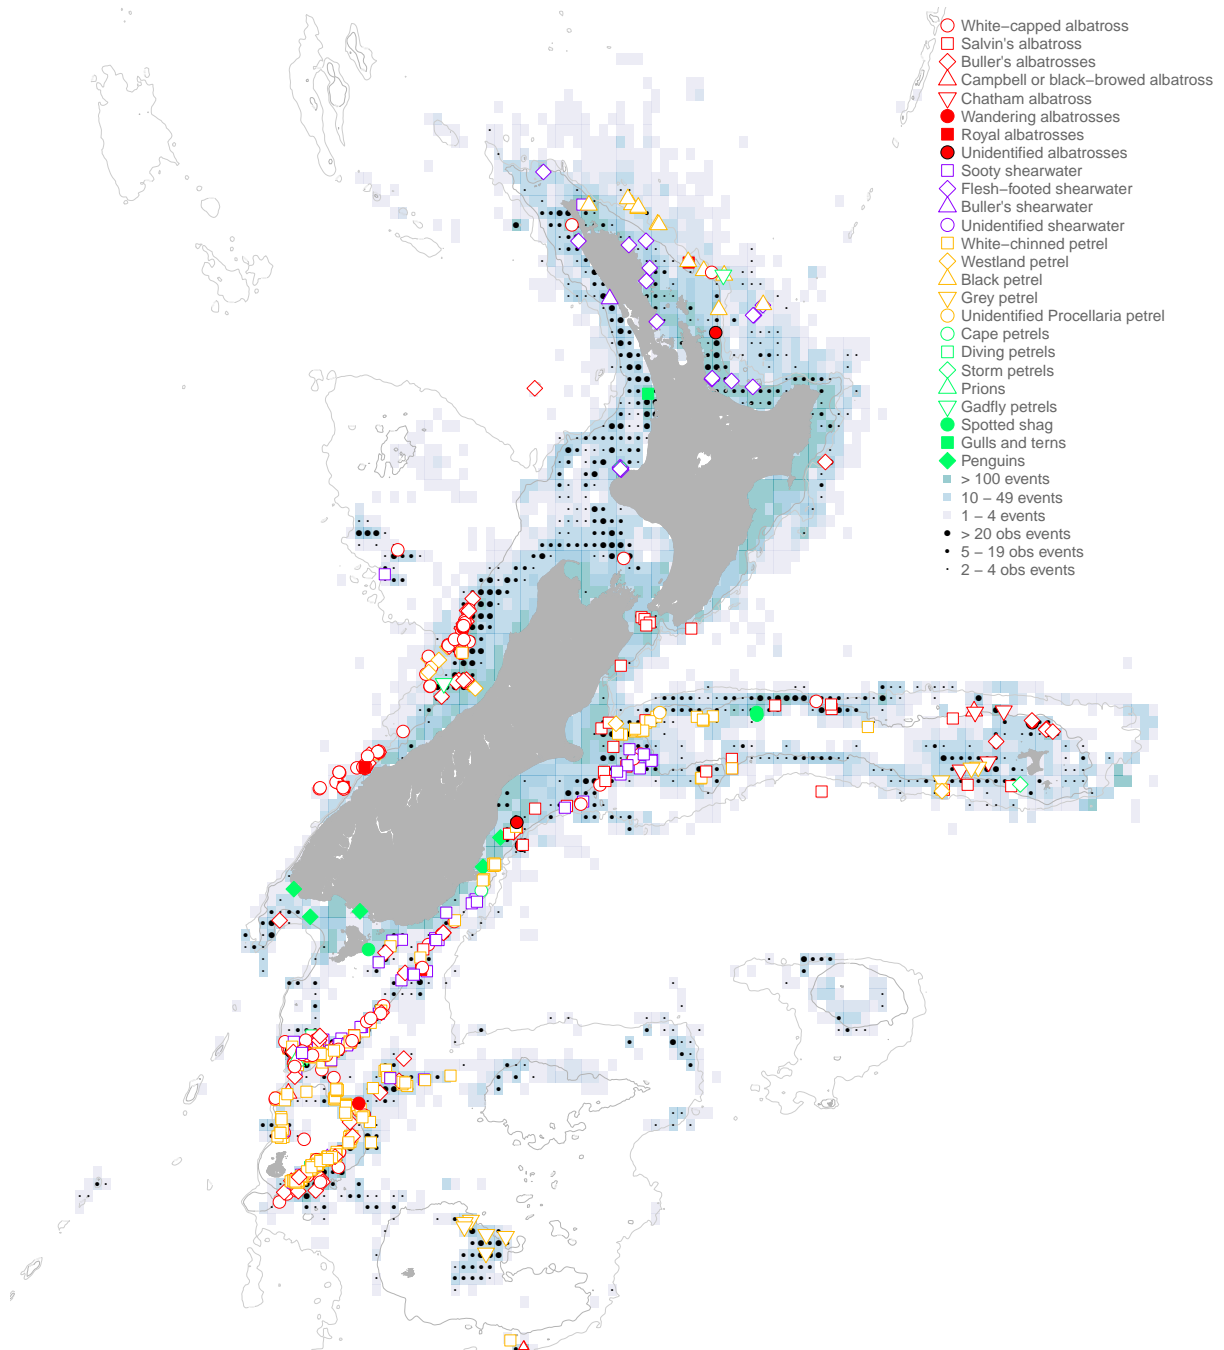 White−capped albatross
Salvin's albatross
Buller's albatrosses
Campbell or black−browed albatross
Chatham albatross
Wandering albatrosses
Royal albatrosses
Unidentified albatrosses
Sooty shearwater
Flesh−footed shearwater
Buller's shearwater
Unidentified shearwater
White−chinned petrel
Westland petrel
Black petrel
Grey petrel
Unidentified Procellaria petrel
Cape petrels
Diving petrels
Storm petrels
Prions
Gadfly petrels
Spotted shag
Gulls and terns
Penguins
> 100 events
10 − 49 events
1 − 4 events
> 20 obs events
5 − 19 obs events
2 − 4 obs events